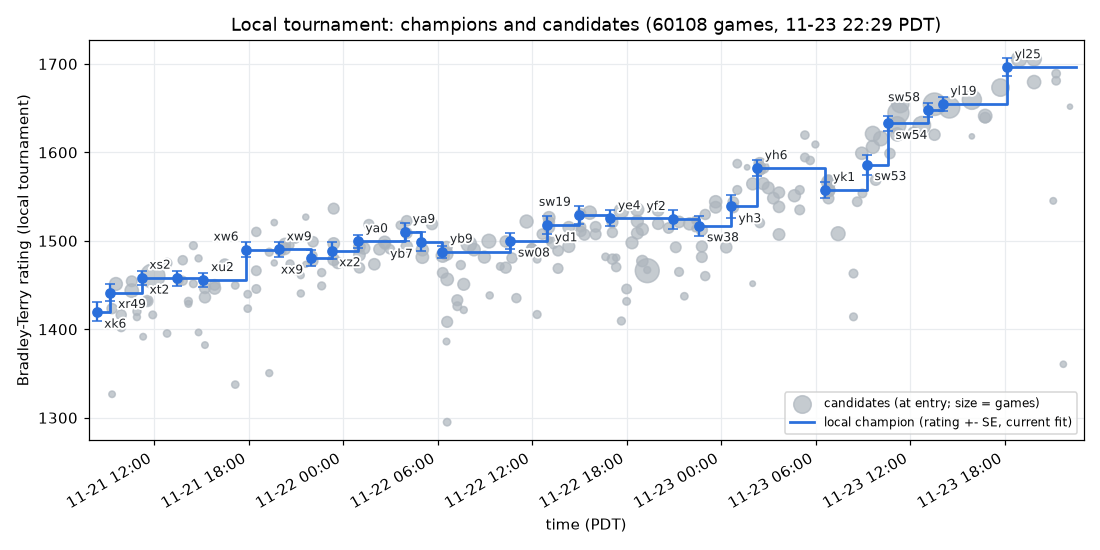 Local tournament: champions and candidates (60108 games, 11-23 22:29 PDT)
Bradley-Terry rating (local tournament)
1700
1600
1500
1400
1300
xk6
xr49
xs2
xt2
xu2
xw6
xw9
xx9
xz2
ya0
ya9
yb7
yb9
sw08
yd1
sw19
ye4
yf2
sw38
yh3
yh6
yk1
sw53
sw54
sw58
yl19
yl25
candidates (at entry; size = games)
local champion (rating +- SE, current fit)
11-21 12:00
11-21 18:00
11-22 00:00
11-22 06:00
11-22 12:00
11-22 18:00
11-23 00:00
11-23 06:00
11-23 12:00
11-23 18:00
time (PDT)